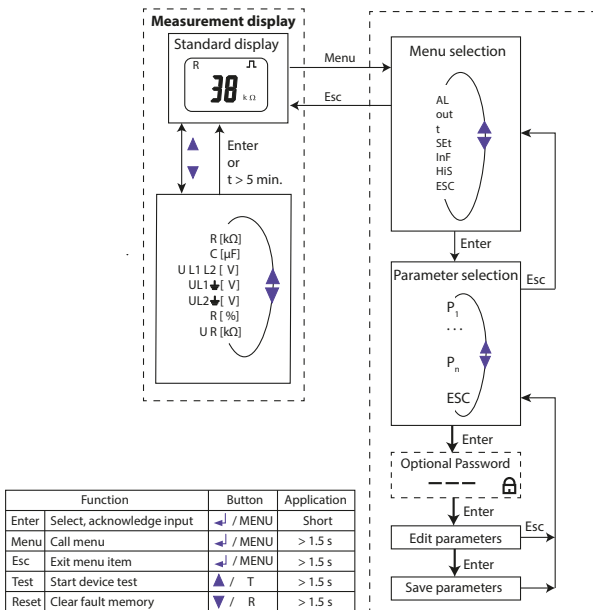 Measurement display
Standard display
R
38 kΩ
Menu
Esc
Enter
or
t > 5 min.
R [kΩ]
C [µF]
U L1 L2 [ V]
UL1⏚[ V]
UL2⏚[ V]
R [ %]
U R [kΩ]
Menu selection
AL
out
t
SEt
InF
HiS
ESC
Enter
Parameter selection
Esc
P1
...
Pn
ESC
Enter
Optional Password
– – –
Enter
Edit parameters
Esc
Enter
Save parameters
Function Button Application
Enter Select, acknowledge input ↵ / MENU Short
Menu Call menu ↵ / MENU > 1.5 s
Esc Exit menu item ↵ / MENU > 1.5 s
Test Start device test ▲ / T > 1.5 s
Reset Clear fault memory ▼ / R > 1.5 s